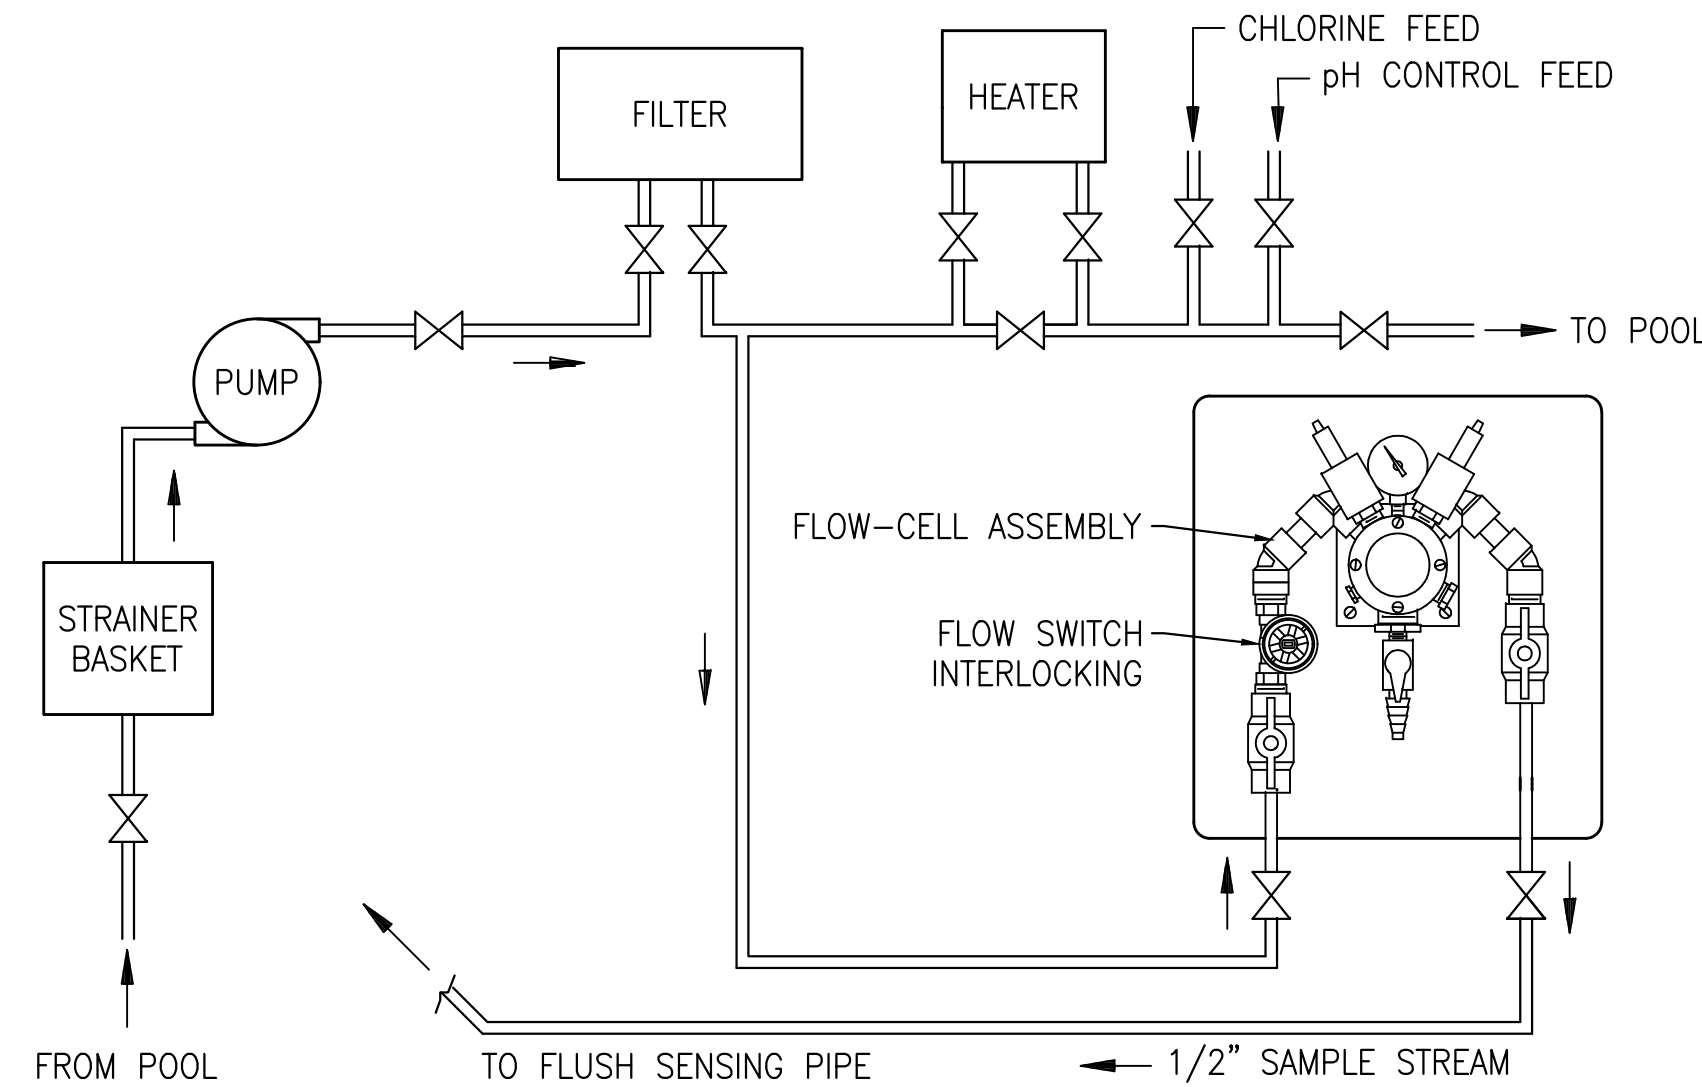 CHLORINE FEED
pH CONTROL FEED
FILTER
HEATER
TO POOL
PUMP
FLOW-CELL ASSEMBLY
STRAINER
BASKET
FLOW SWITCH
INTERLOCKING
FROM POOL
TO FLUSH SENSING PIPE
1/2” SAMPLE STREAM